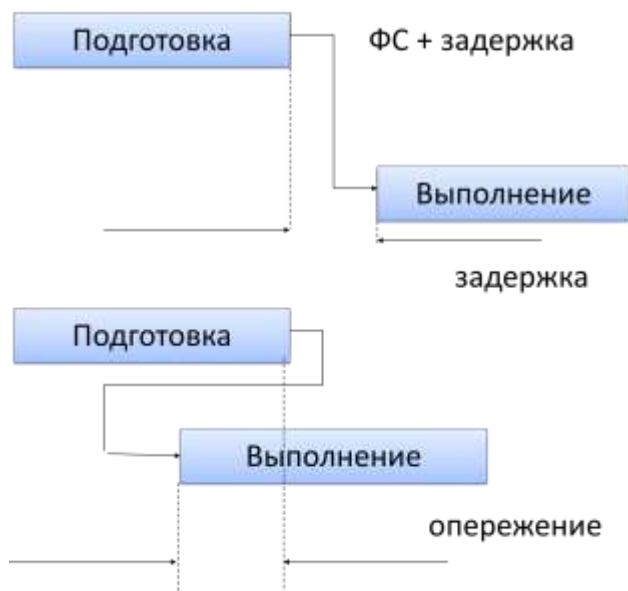 Подготовка
ФС + задержка
Выполнение
задержка
Подготовка
Выполнение
опережение